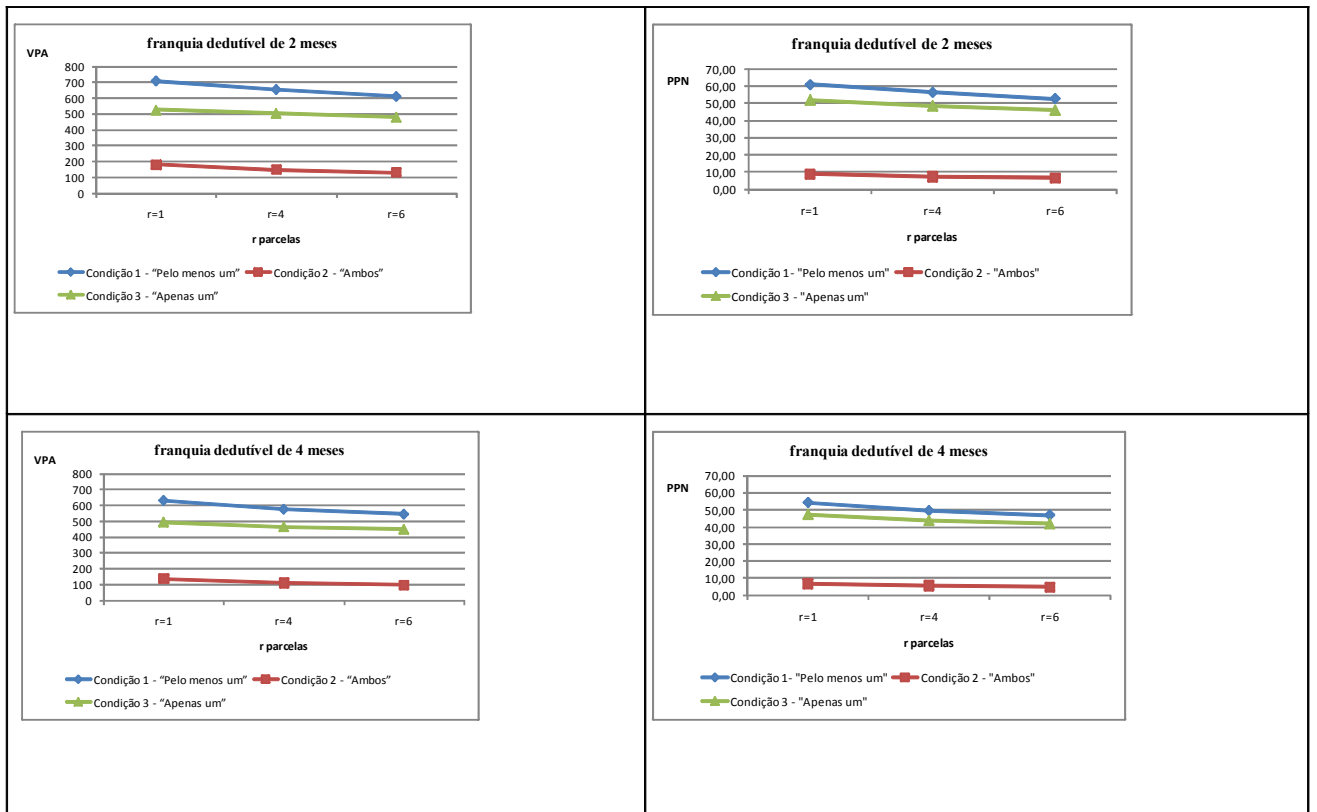 franquia dedutível de 2 meses
VPA
800
700
600
500
400
300
200
100
0
r=1 r=4 r=6
r parcelas
Condição 1 - “Pelo menos um” Condição 2 - “Ambos”
Condição 3 - “Apenas um”
franquia dedutível de 2 meses
PPN
70,00
60,00
50,00
40,00
30,00
20,00
10,00
0,00
r=1 r=4 r=6
r parcelas
Condição 1- "Pelo menos um" Condição 2 - "Ambos"
Condição 3 - "Apenas um"
franquia dedutível de 4 meses
VPA
800
700
600
500
400
300
200
100
0
r=1 r=4 r=6
r parcelas
Condição 1 - “Pelo menos um” Condição 2 - “Ambos”
Condição 3 - “Apenas um”
franquia dedutível de 4 meses
PPN
70,00
60,00
50,00
40,00
30,00
20,00
10,00
0,00
r=1 r=4 r=6
r parcelas
Condição 1- "Pelo menos um" Condição 2 - "Ambos"
Condição 3 - "Apenas um"